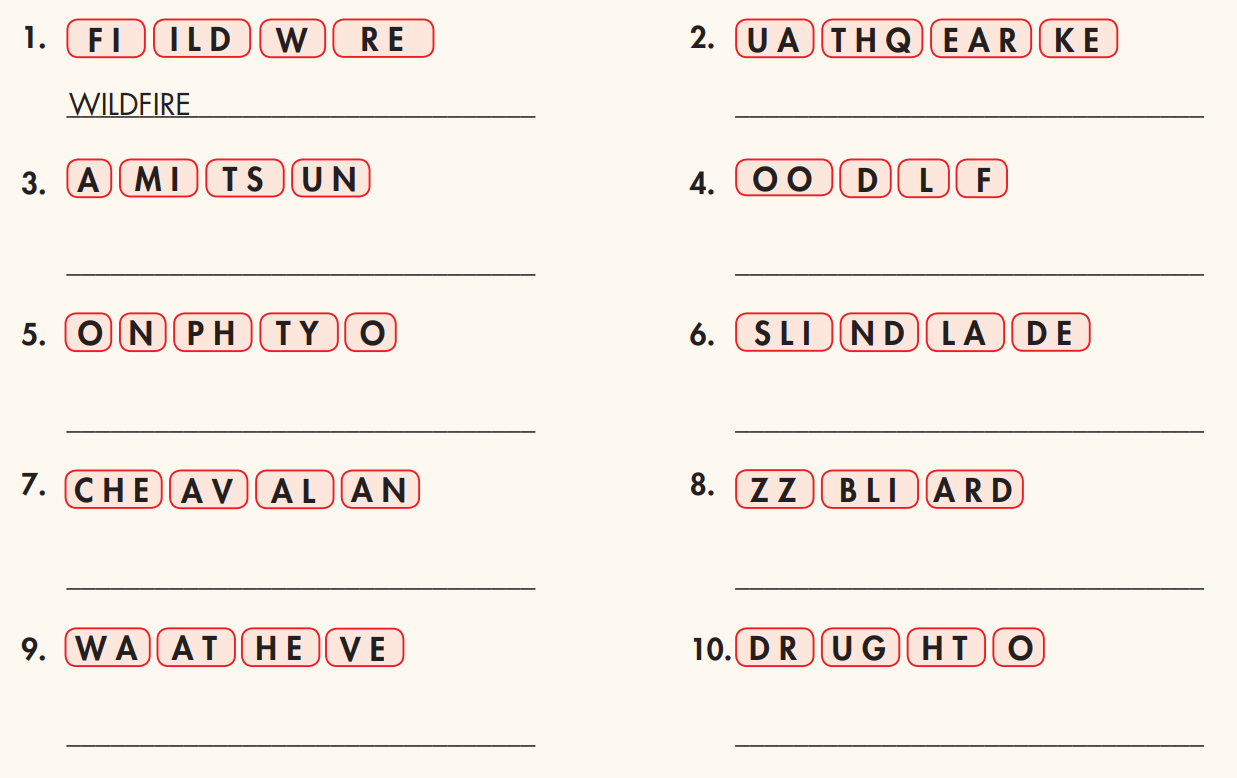 1. FI ILD W RE
2. UA THQ EAR KE
WILDFIRE
3. A MI TS UN
4. OO D L F
5. O N PH TY O
6. SLI ND LA DE
7. CHE AV AL AN
8. ZZ BLI ARD
9. WA AT HE VE
10. DR UG HT O